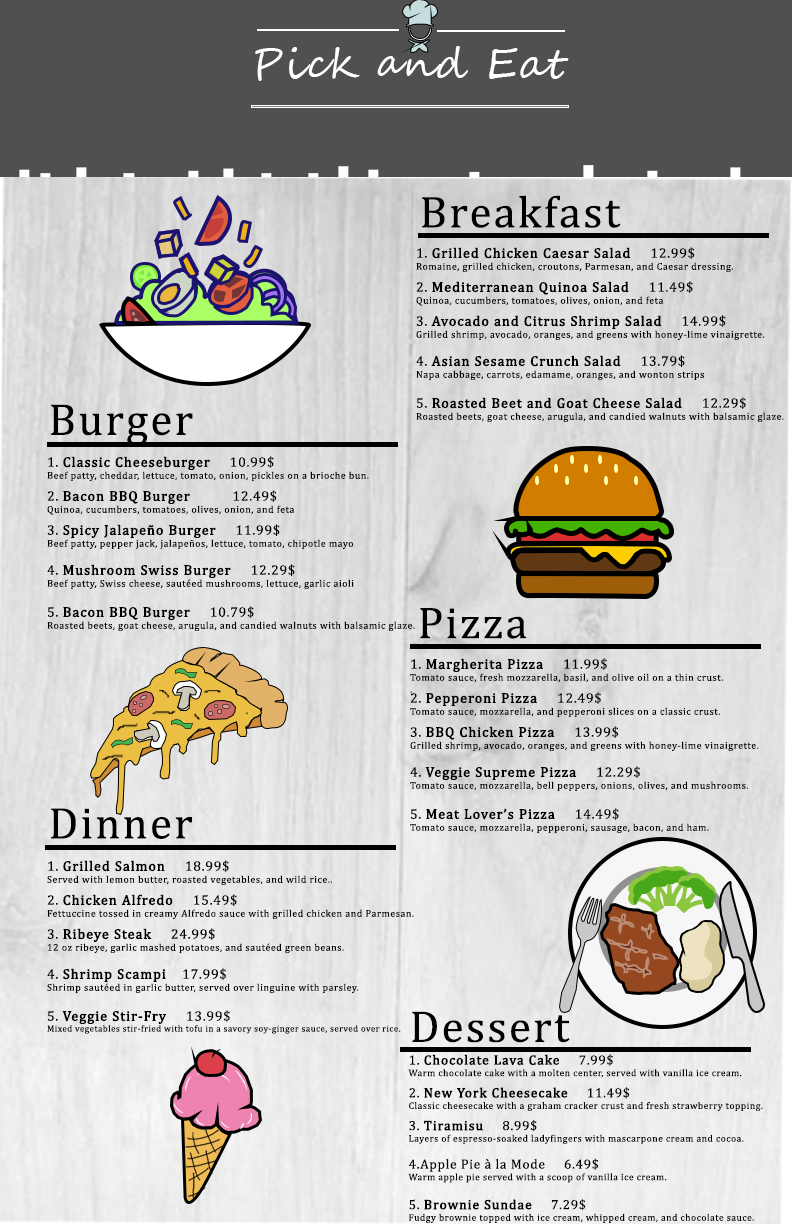 Pick and Eat
Breakfast
1. Grilled Chicken Caesar Salad 12.99$
Romaine, grilled chicken, croutons, Parmesan, and Caesar dressing.
2. Mediterranean Quinoa Salad 11.49$
Quinoa, cucumbers, tomatoes, olives, onion, and feta
3. Avocado and Citrus Shrimp Salad 14.99$
Grilled shrimp, avocado, oranges, and greens with honey-lime vinaigrette.
4. Asian Sesame Crunch Salad 13.79$
Napa cabbage, carrots, edamame, oranges, and wonton strips
5. Roasted Beet and Goat Cheese Salad 12.29$
Roasted beets, goat cheese, arugula, and candied walnuts with balsamic glaze.
Burger
1. Classic Cheeseburger 10.99$
Beef patty, cheddar, lettuce, tomato, onion, pickles on a brioche bun.
2. Bacon BBQ Burger 12.49$
Quinoa, cucumbers, tomatoes, olives, onion, and feta
3. Spicy Jalapeño Burger 11.99$
Beef patty, pepper jack, jalapeños, lettuce, tomato, chipotle mayo
4. Mushroom Swiss Burger 12.29$
Beef patty, Swiss cheese, sautéed mushrooms, lettuce, garlic aioli
5. Bacon BBQ Burger 10.79$
Roasted beets, goat cheese, arugula, and candied walnuts with balsamic glaze.
Pizza
1. Margherita Pizza 11.99$
Tomato sauce, fresh mozzarella, basil, and olive oil on a thin crust.
2. Pepperoni Pizza 12.49$
Tomato sauce, mozzarella, and pepperoni slices on a classic crust.
3. BBQ Chicken Pizza 13.99$
Grilled shrimp, avocado, oranges, and greens with honey-lime vinaigrette.
4. Veggie Supreme Pizza 12.29$
Tomato sauce, mozzarella, bell peppers, onions, olives, and mushrooms.
5. Meat Lover's Pizza 14.49$
Tomato sauce, mozzarella, pepperoni, sausage, bacon, and ham.
Dinner
1. Grilled Salmon 18.99$
Served with lemon butter, roasted vegetables, and wild rice..
2. Chicken Alfredo 15.49$
Fettuccine tossed in creamy Alfredo sauce with grilled chicken and Parmesan.
3. Ribeye Steak 24.99$
12 oz ribeye, garlic mashed potatoes, and sautéed green beans.
4. Shrimp Scampi 17.99$
Shrimp sautéed in garlic butter, served over linguine with parsley.
5. Veggie Stir-Fry 13.99$
Mixed vegetables stir-fried with tofu in a savory soy-ginger sauce, served over rice.
Dessert
1. Chocolate Lava Cake 7.99$
Warm chocolate cake with a molten center, served with vanilla ice cream.
2. New York Cheesecake 11.49$
Classic cheesecake with a graham cracker crust and fresh strawberry topping.
3. Tiramisu 8.99$
Layers of espresso-soaked ladyfingers with mascarpone cream and cocoa.
4.Apple Pie à la Mode 6.49$
Warm apple pie served with a scoop of vanilla ice cream.
5. Brownie Sundae 7.29$
Fudgy brownie topped with ice cream, whipped cream, and chocolate sauce.